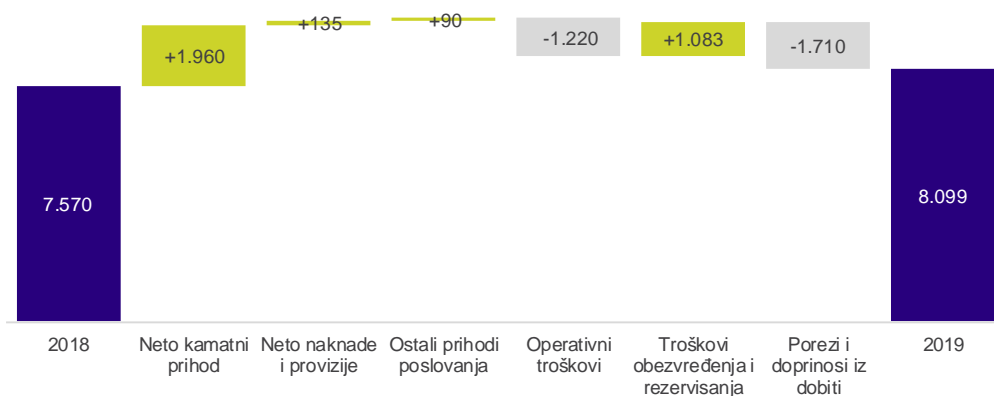 +135
+90
+1.960
-1.220
+1.083
-1.710
7.570
8.099
2018
Neto kamatni
prihod
Neto naknade
i provizije
Ostali prihodi
poslovanja
Operativni
troškovi
Troškovi
obezvređenja i
rezervisanja
Porezi i
doprinosi iz
dobiti
2019